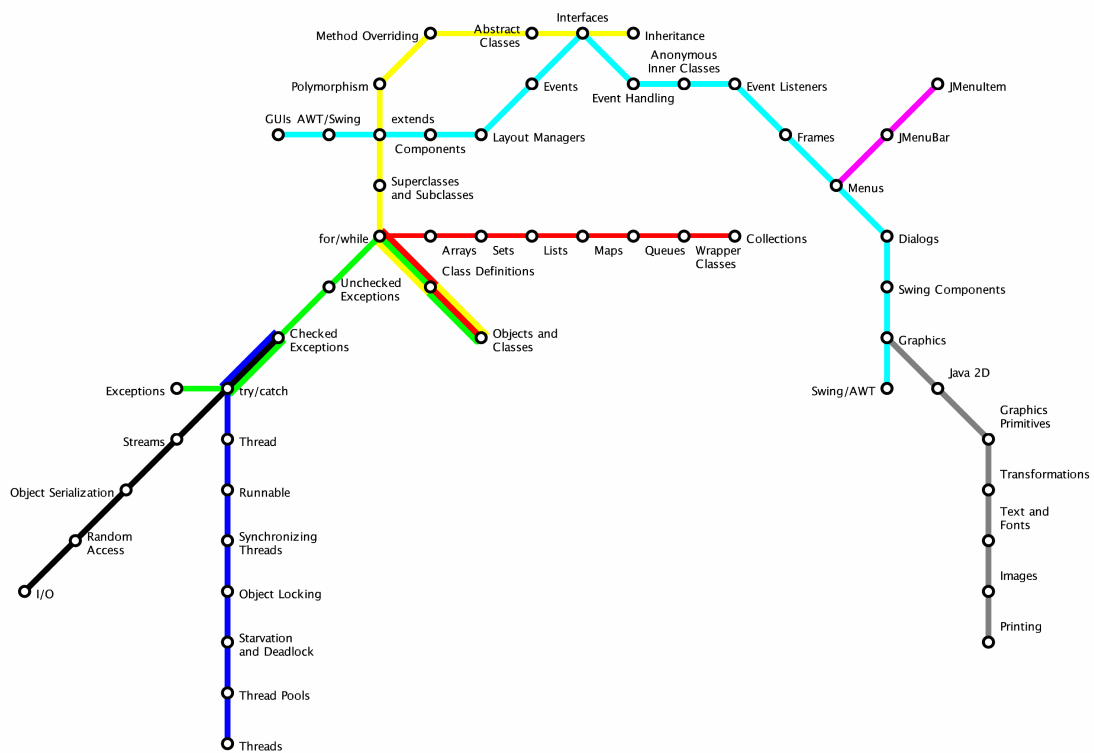 Interfaces
Method Overriding
Abstract
Classes
Inheritance
Anonymous
Inner Classes
Polymorphism
Events
Event Handling
Event Listeners
JMenuItem
GUIs
AWT/Swing
extends
Components
Layout Managers
Frames
JMenuBar
Superclasses
and Subclasses
Menus
for/while
Arrays
Sets
Lists
Maps
Queues
Wrapper
Classes
Collections
Dialogs
Class Definitions
Unchecked
Exceptions
Swing Components
Checked
Exceptions
Objects and
Classes
Graphics
Java 2D
Exceptions
try/catch
Swing/AWT
Graphics
Primitives
Streams
Thread
Transformations
Object Serialization
Runnable
Text and
Fonts
Random
Access
Synchronizing
Threads
Images
I/O
Object Locking
Printing
Starvation
and Deadlock
Thread Pools
Threads